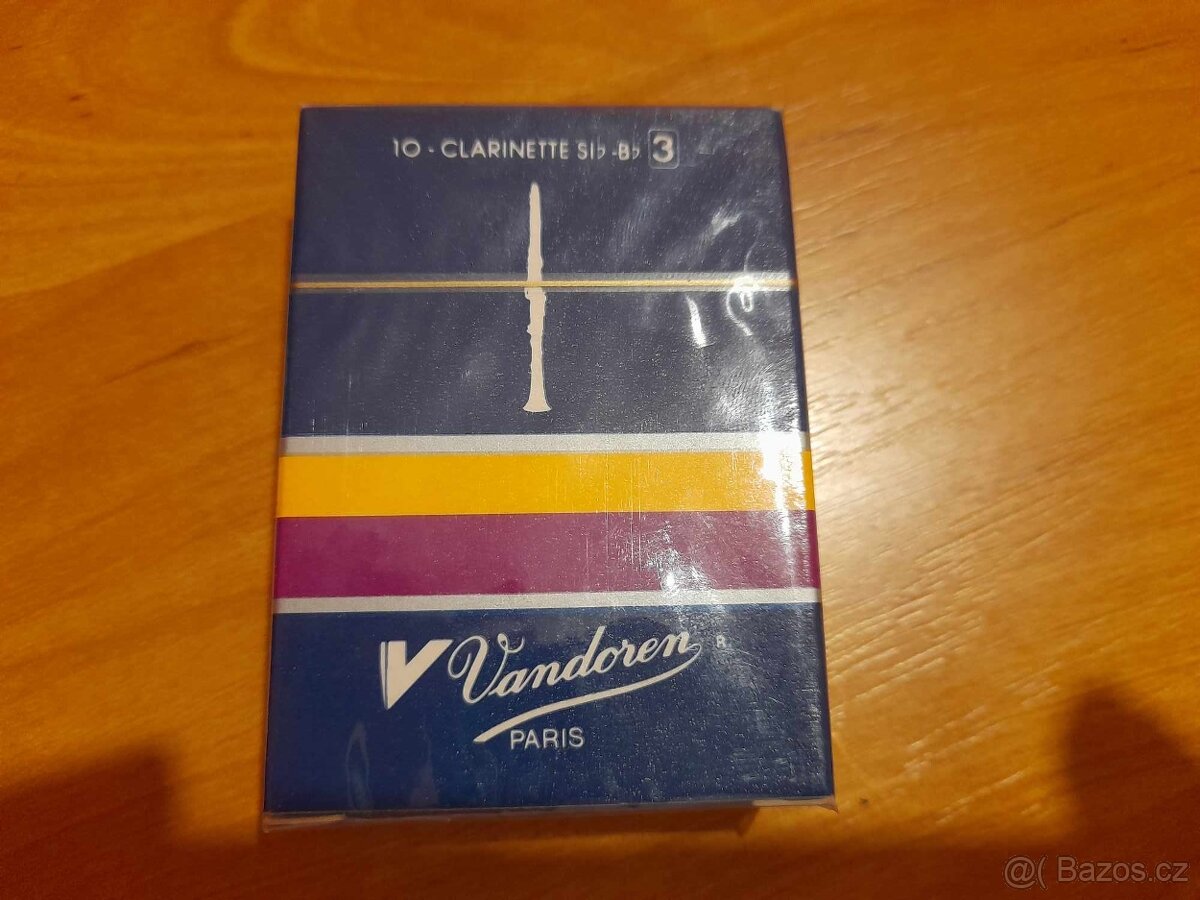 10 - CLARINETTE SI♭ -B♭ 3
V Vandoren R
PARIS
@( Bazos.cz